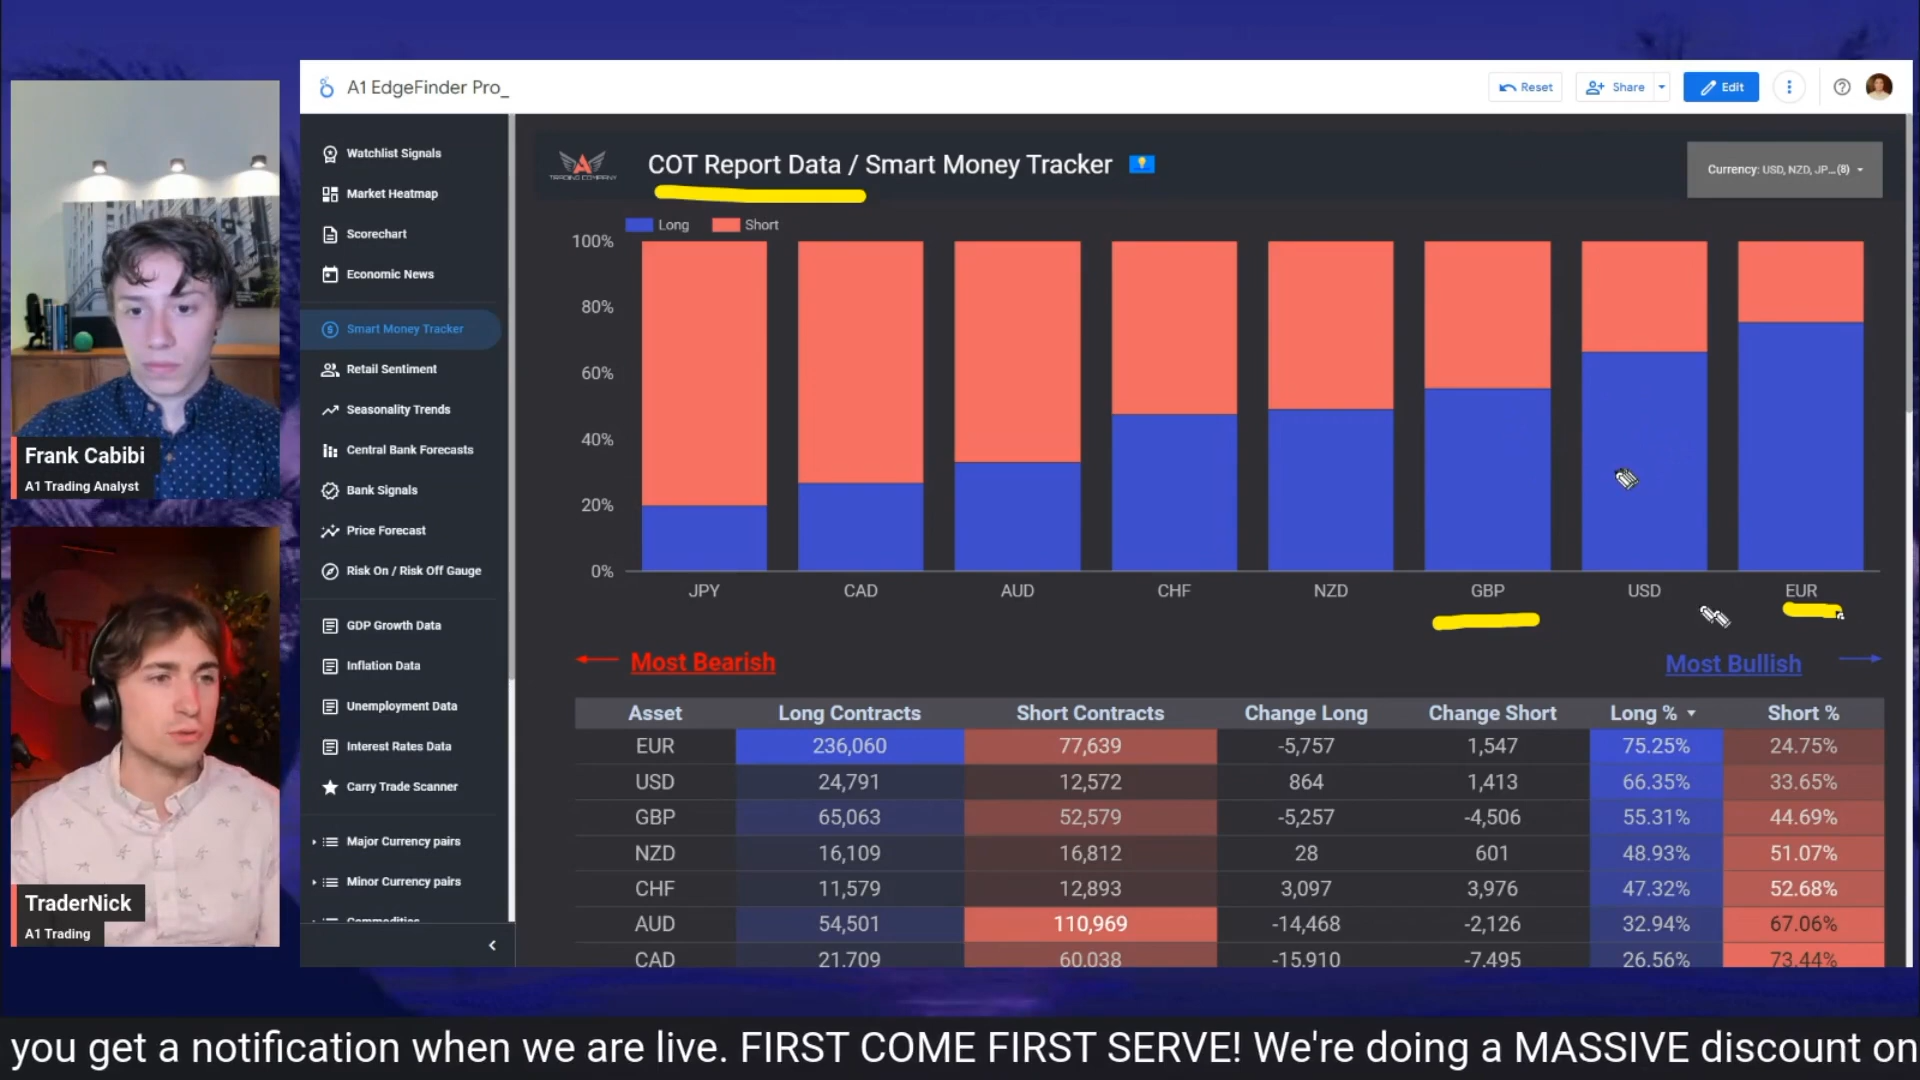 A1 EdgeFinder Pro_
Reset
Share
Edit
Watchlist Signals
Market Heatmap
Scorechart
Economic News
Smart Money Tracker
Retail Sentiment
Seasonality Trends
Central Bank Forecasts
Bank Signals
Price Forecast
Risk On / Risk Off Gauge
GDP Growth Data
Inflation Data
Unemployment Data
Interest Rates Data
Carry Trade Scanner
Major Currency pairs
Minor Currency pairs
Commodities
Frank Cabibi
A1 Trading Analyst
TraderNick
A1 Trading
TRADING COMPANY
COT Report Data / Smart Money Tracker
Currency: USD, NZD, JP... (8)
Long Short
100%
80%
60%
40%
20%
0%
JPY CAD AUD CHF NZD GBP USD EUR
Most Bearish
Most Bullish
Asset Long Contracts Short Contracts Change Long Change Short Long % Short %
EUR 236,060 77,639 -5,757 1,547 75.25% 24.75%
USD 24,791 12,572 864 1,413 66.35% 33.65%
GBP 65,063 52,579 -5,257 -4,506 55.31% 44.69%
NZD 16,109 16,812 28 601 48.93% 51.07%
CHF 11,579 12,893 3,097 3,976 47.32% 52.68%
AUD 54,501 110,969 -14,468 -2,126 32.94% 67.06%
CAD 21,709 60,038 -15,910 -7,495 26.56% 73.44%
you get a notification when we are live. FIRST COME FIRST SERVE! We're doing a MASSIVE discount on